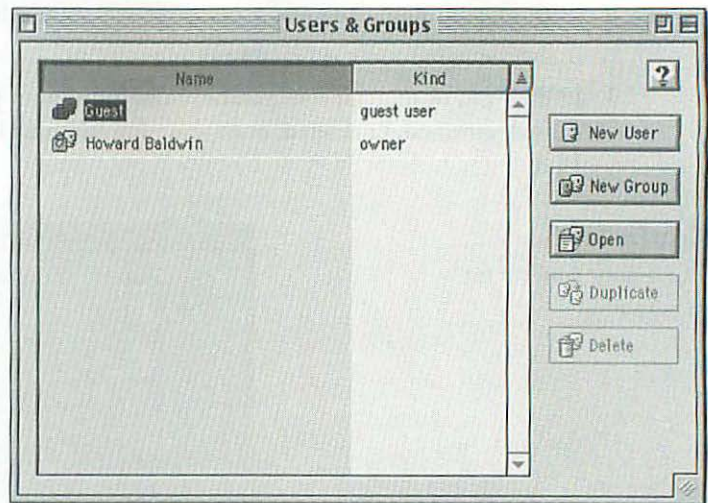 Users & Groups
Name Kind
?
Guest guest user
Howard Baldwin owner
New User
New Group
Open
Duplicate
Delete